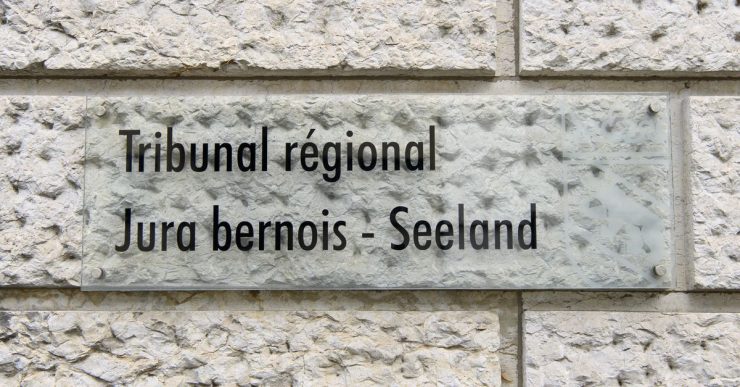 Tribunal régional
Jura bernois - Seeland